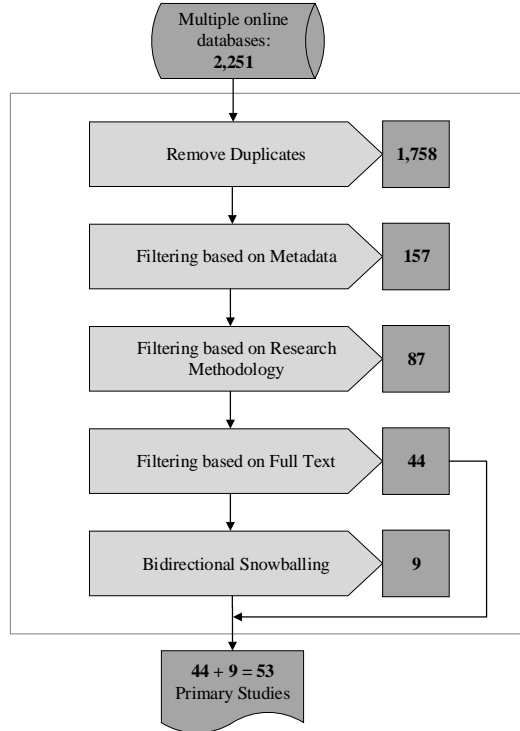 Multiple online
databases:
2,251
Remove Duplicates
1,758
Filtering based on Metadata
157
Filtering based on Research
Methodology
87
Filtering based on Full Text
44
Bidirectional Snowballing
9
44 + 9 = 53
Primary Studies